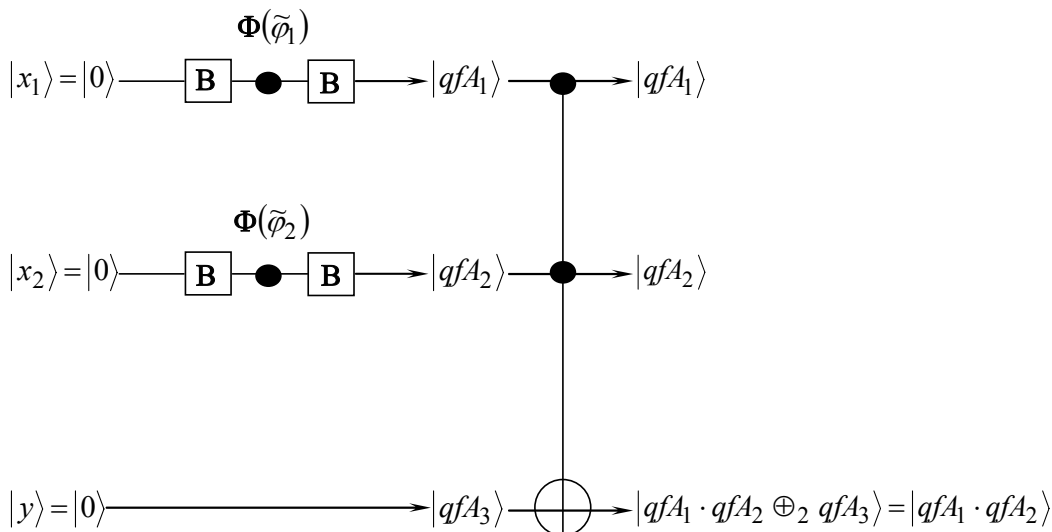 Φ(φ̃₁)
|x₁⟩=|0⟩ B B |qfA₁⟩ |qfA₁⟩
Φ(φ̃₂)
|x₂⟩=|0⟩ B B |qfA₂⟩ |qfA₂⟩
|y⟩=|0⟩ |qfA₃⟩ |qfA₁ · qfA₂ ⊕₂ qfA₃⟩=|qfA₁ · qfA₂⟩